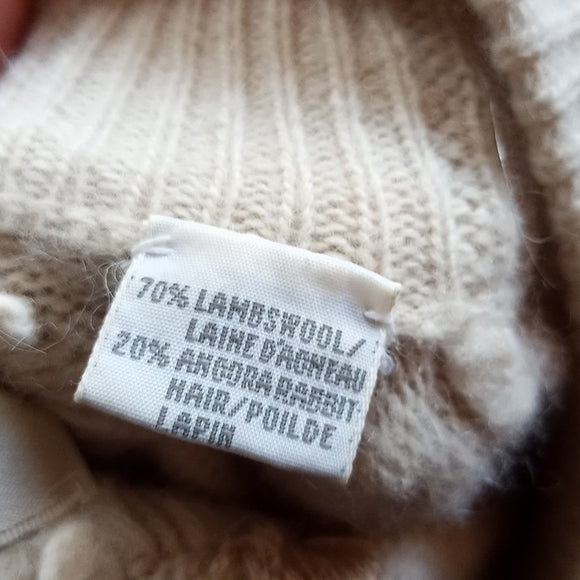 70% LAMBSWOOL/
LAINE D'AGNEAU
20% ANGORA RABBIT
HAIR/POILDE
LAPIN